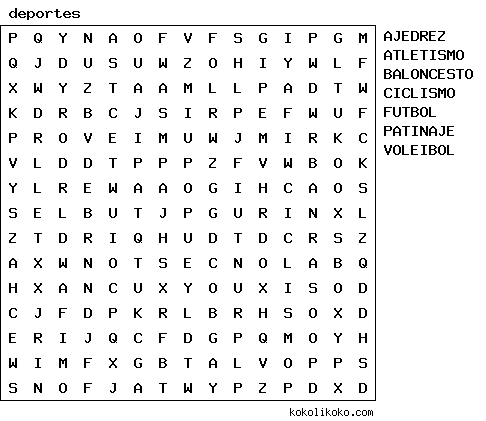 deportes
P Q Y N A O F V F S G I P G M
Q J D U S U W Z O H I Y W L F
X W Y Z T A A M L L P A D T W
K D R B C J S I R P E F W U F
P R O V E I M U W J M I R K C
V L D D T P P P Z F V W B O K
Y L R E W A A O G I H C A O S
S E L B U T J P G U R I N X L
Z T D R I Q H U D T D C R S Z
A X W N O T S E C N O L A B Q
H X A N C U X Y O U X I S O D
C J F D P K R L B R H S O X D
E R I J Q C F D G P Q M O Y H
W I M F X G B T A L V O P P S
S N O F J A T W Y P Z P D X D
AJEDREZ
ATLETISMO
BALONCESTO
CICLISMO
FUTBOL
PATINAJE
VOLEIBOL
kokolikoko.com